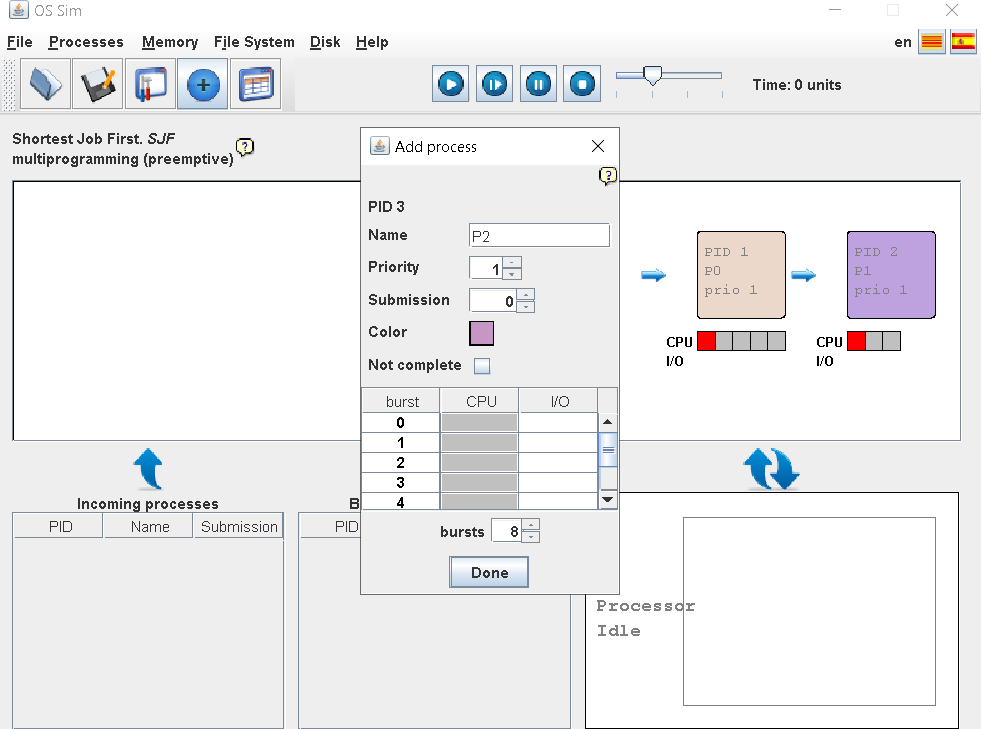 OS Sim
File Processes Memory File System Disk Help en
Time: 0 units
Shortest Job First. SJF
multiprogramming (preemptive) ?
Add process
?
PID 3
Name P2
Priority 1
Submission 0
Color
Not complete
burst CPU I/O
0
1
2
3
4
bursts 8
Done
PID 1
P0
prio 1
CPU
I/O
PID 2
P1
prio 1
CPU
I/O
Incoming processes
PID Name Submission
B
PID
Processor
Idle